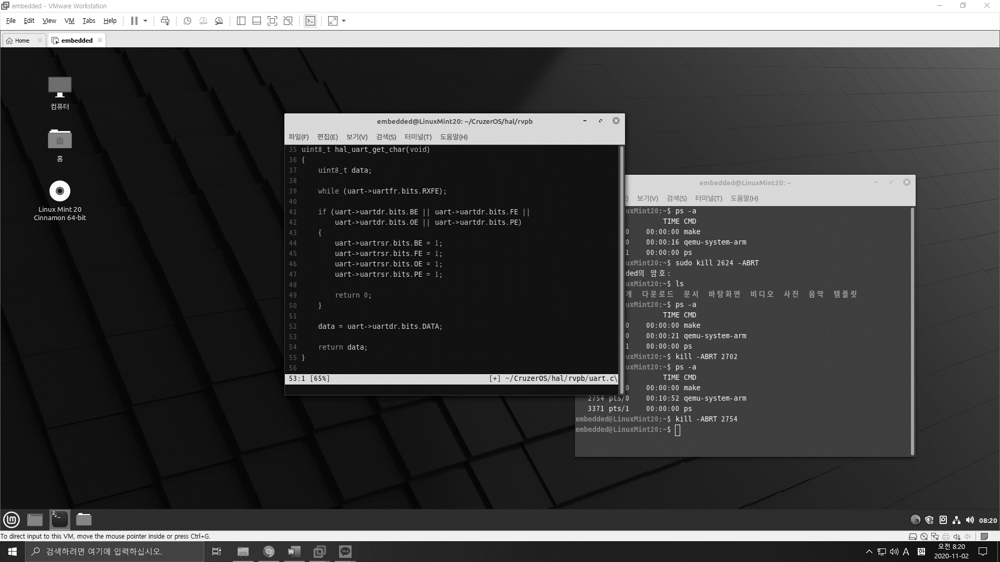 embedded - VMware Workstation
File Edit View VM Tabs Help
Home
embedded
컴퓨터
홈
Linux Mint 20
Cinnamon 64-bit
embedded@LinuxMint20: ~/CruzerOS/hal/rvpb
파일(F) 편집(E) 보기(V) 검색(S) 터미널(T) 도움말(H)
35 uint8_t hal_uart_get_char(void)
36 {
37     uint8_t data;
38
39     while (uart->uartfr.bits.RXFE);
40
41     if (uart->uartdr.bits.BE || uart->uartdr.bits.FE ||
42         uart->uartdr.bits.OE || uart->uartdr.bits.PE)
43     {
44         uart->uartrsr.bits.BE = 1;
45         uart->uartrsr.bits.FE = 1;
46         uart->uartrsr.bits.OE = 1;
47         uart->uartrsr.bits.PE = 1;
48
49         return 0;
50     }
51
52     data = uart->uartdr.bits.DATA;
53
54     return data;
55 }
56
53:1 [65%] [+] ~/CruzerOS/hal/rvpb/uart.c\
embedded@LinuxMint20: ~
E) 보기(V) 검색(S) 터미널(T) 도움말(H)
uxMint20:~$ ps -a
TIME CMD
0 00:00:00 make
0 00:00:16 qemu-system-arm
1 00:00:00 ps
uxMint20:~$ sudo kill 2624 -ABRT
ded의 암호:
uxMint20:~$ ls
개 다운로드 문서 바탕화면 비디오 사진 음악 템플릿
uxMint20:~$ ps -a
TIME CMD
0 00:00:00 make
0 00:00:21 qemu-system-arm
1 00:00:00 ps
uxMint20:~$ kill -ABRT 2702
uxMint20:~$ ps -a
TIME CMD
0 00:00:00 make
2754 pts/0 00:10:52 qemu-system-arm
3371 pts/1 00:00:00 ps
embedded@LinuxMint20:~$ kill -ABRT 2754
embedded@LinuxMint20:~$
2
08:20
To direct input to this VM, move the mouse pointer inside or press Ctrl+G.
검색하려면 여기에 입력하십시오.
W
TALK
A 한
오전 8:20
2020-11-02